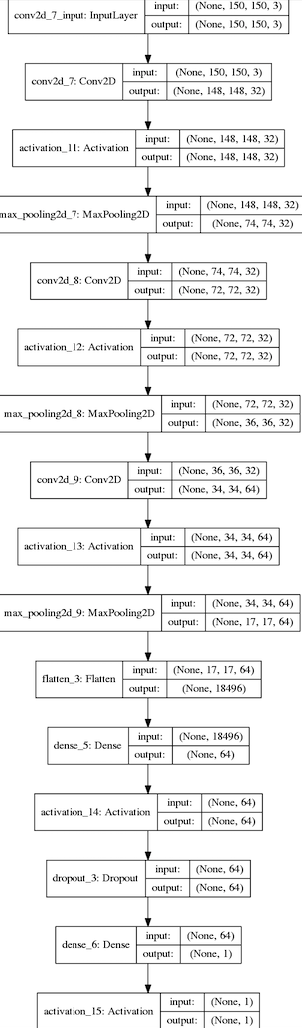 conv2d_7_input: InputLayer input: (None, 150, 150, 3)
output: (None, 150, 150, 3)
conv2d_7: Conv2D input: (None, 150, 150, 3)
output: (None, 148, 148, 32)
activation_11: Activation input: (None, 148, 148, 32)
output: (None, 148, 148, 32)
max_pooling2d_7: MaxPooling2D input: (None, 148, 148, 32)
output: (None, 74, 74, 32)
conv2d_8: Conv2D input: (None, 74, 74, 32)
output: (None, 72, 72, 32)
activation_12: Activation input: (None, 72, 72, 32)
output: (None, 72, 72, 32)
max_pooling2d_8: MaxPooling2D input: (None, 72, 72, 32)
output: (None, 36, 36, 32)
conv2d_9: Conv2D input: (None, 36, 36, 32)
output: (None, 34, 34, 64)
activation_13: Activation input: (None, 34, 34, 64)
output: (None, 34, 34, 64)
max_pooling2d_9: MaxPooling2D input: (None, 34, 34, 64)
output: (None, 17, 17, 64)
flatten_3: Flatten input: (None, 17, 17, 64)
output: (None, 18496)
dense_5: Dense input: (None, 18496)
output: (None, 64)
activation_14: Activation input: (None, 64)
output: (None, 64)
dropout_3: Dropout input: (None, 64)
output: (None, 64)
dense_6: Dense input: (None, 64)
output: (None, 1)
activation_15: Activation input: (None, 1)
output: (None, 1)